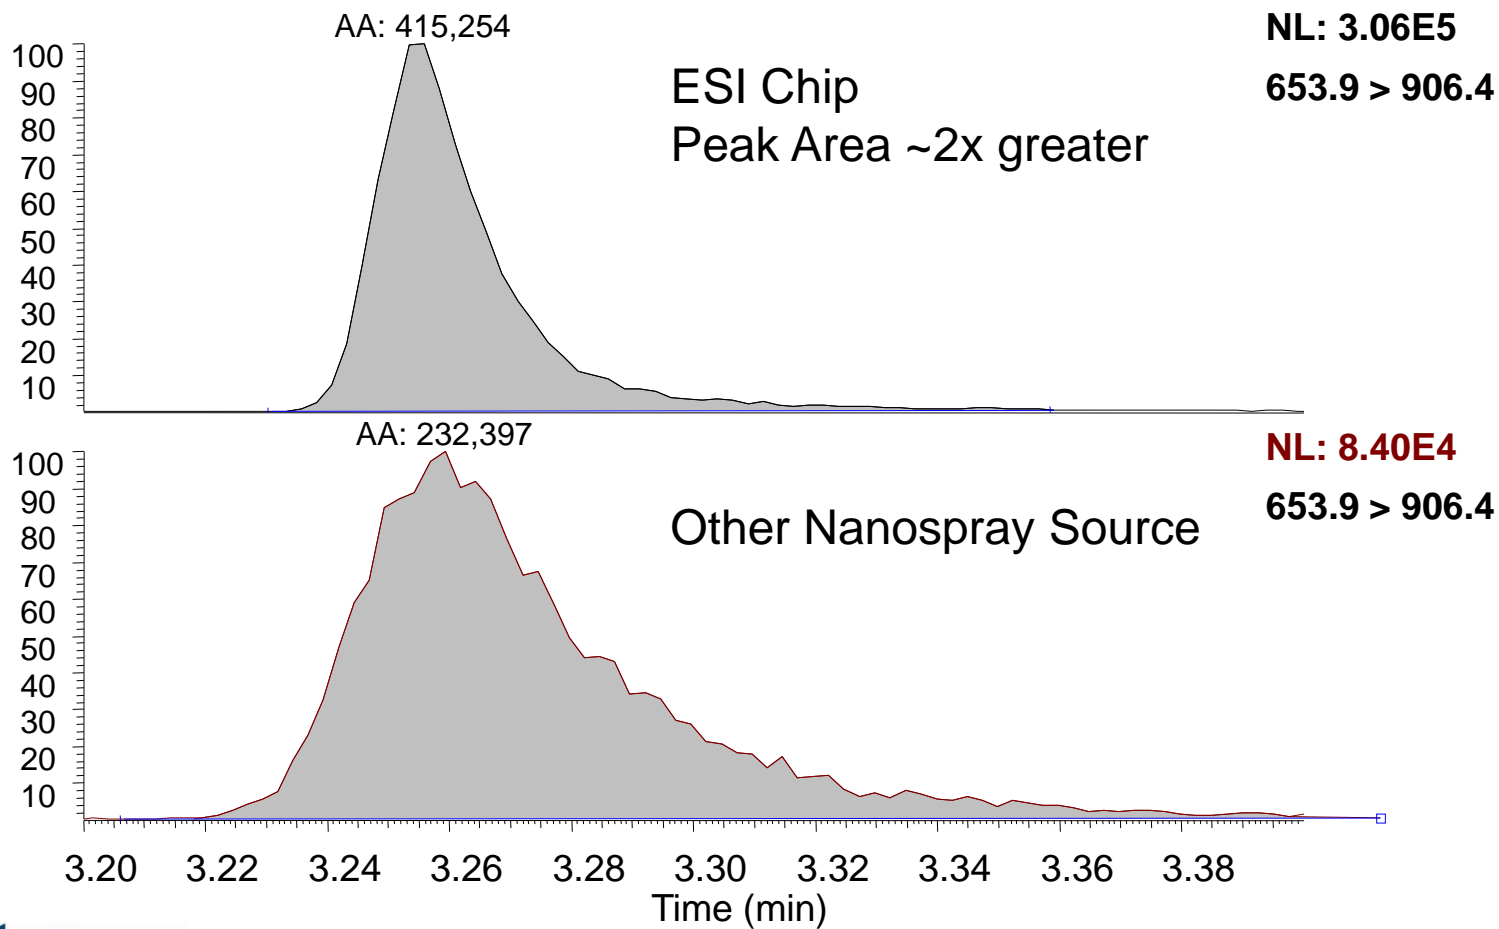 AA: 415,254
NL: 3.06E5
653.9 > 906.4
ESI Chip
Peak Area ~2x greater
100
90
80
70
60
50
40
30
20
10
AA: 232,397
NL: 8.40E4
653.9 > 906.4
Other Nanospray Source
100
90
80
70
60
50
40
30
20
10
3.20 3.22 3.24 3.26 3.28 3.30 3.32 3.34 3.36 3.38
Time (min)